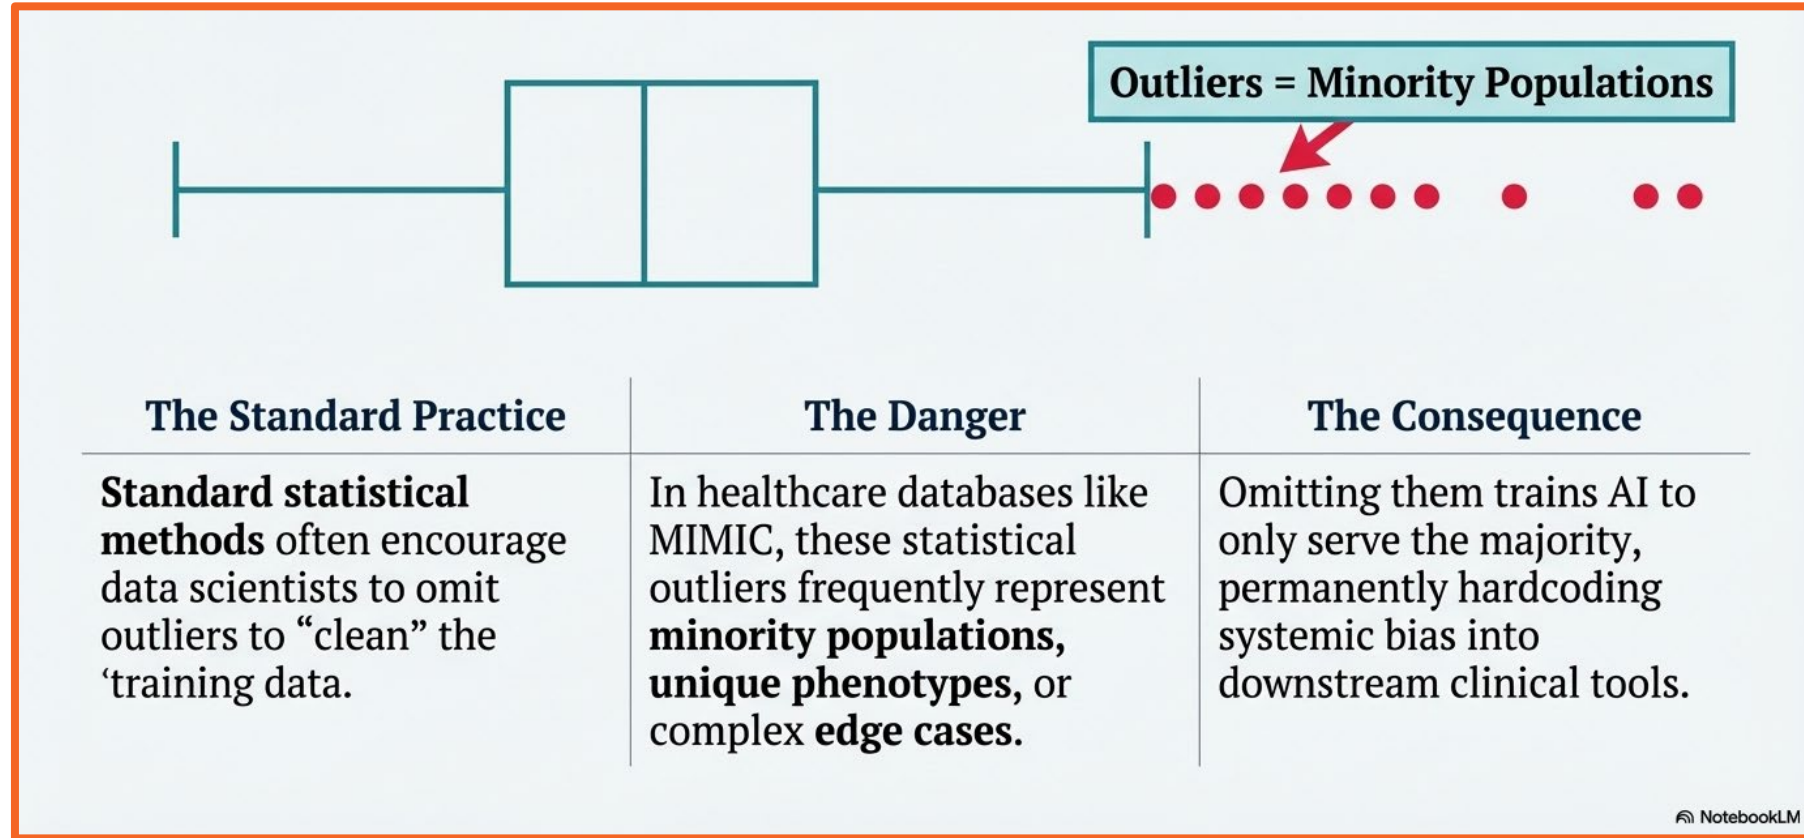 Outliers = Minority Populations
The Standard Practice
Standard statistical
methods often encourage
data scientists to omit
outliers to “clean” the
‘training data.
The Danger
In healthcare databases like
MIMIC, these statistical
outliers frequently represent
minority populations,
unique phenotypes, or
complex edge cases.
The Consequence
Omitting them trains AI to
only serve the majority,
permanently hardcoding
systemic bias into
downstream clinical tools.
NotebookLM